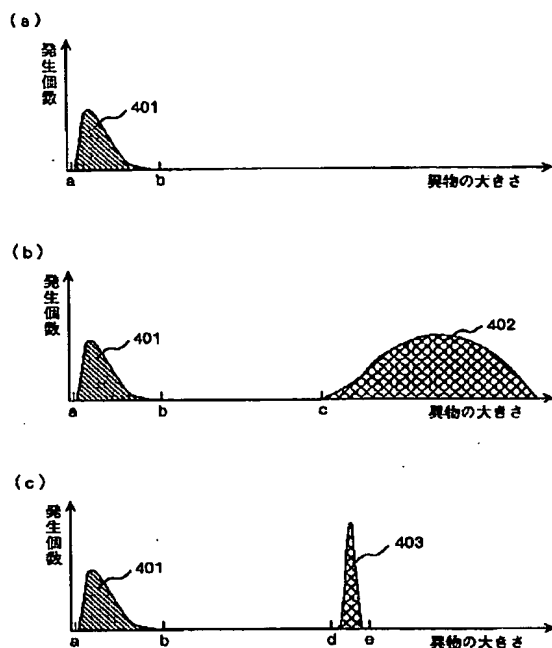 (a)
発生個数
401
a b 異物の大きさ
(b)
発生個数
401 402
a b c 異物の大きさ
(c)
発生個数
401 403
a b d e 異物の大きさ